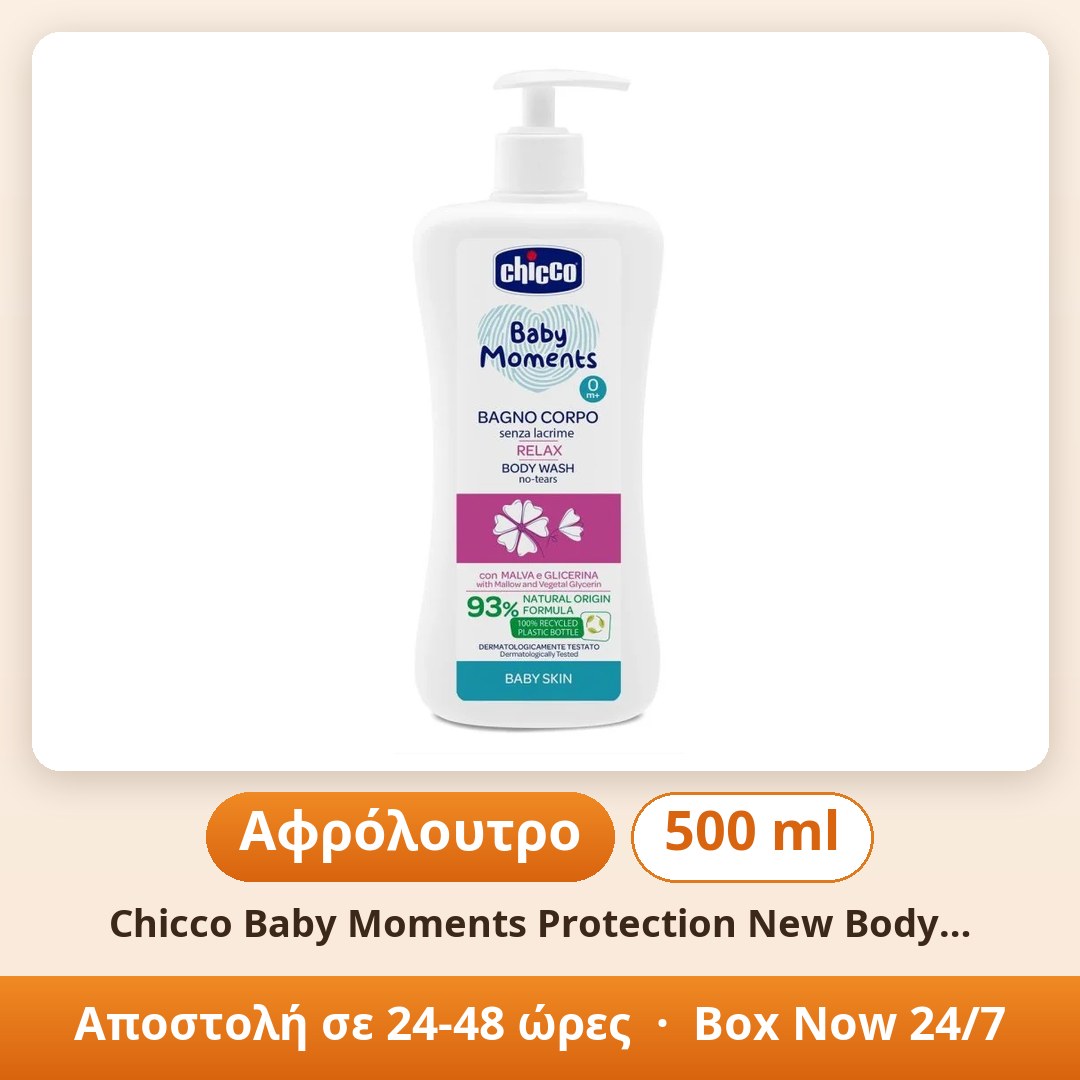 chicco
Baby
Moments
0
m+
BAGNO CORPO
senza lacrime
RELAX
BODY WASH
no-tears
con MALVA e GLICERINA
with Mallow and Vegetal Glycerin
93% NATURAL ORIGIN
FORMULA
100% RECYCLED
PLASTIC BOTTLE
DERMATOLOGICAMENTE TESTATO
Dermatologically Tested
BABY SKIN
Αφρόλουτρο 500 ml
Chicco Baby Moments Protection New Body...
Αποστολή σε 24-48 ώρες · Box Now 24/7